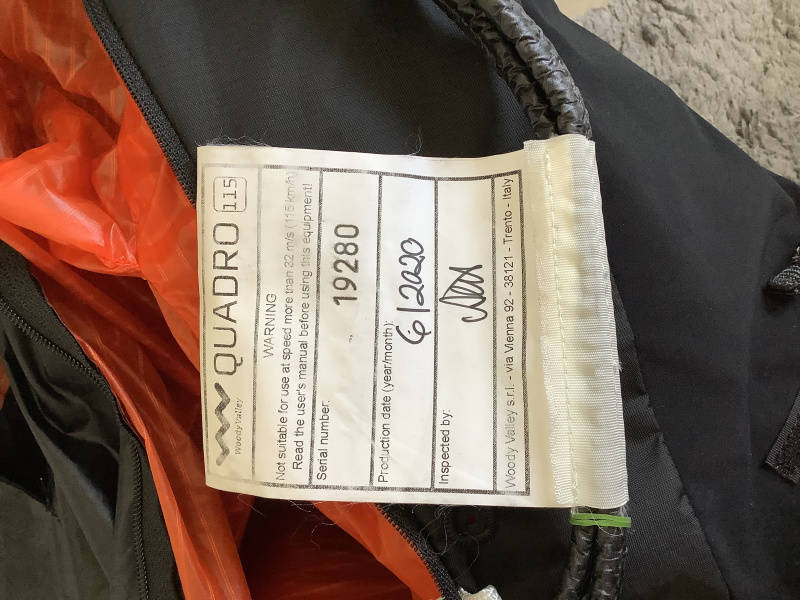 QUADRO 115
Woody Valley
WARNING
Not suitable for use at speed more than 32 m/s (115 km/h)
Read the user's manual before using this equipment!
Serial number:
19280
Production date (year/month):
6/2020
Inspected by:
Woody Valley s.r.l. - via Vienna 92 - 38121 - Trento - Italy